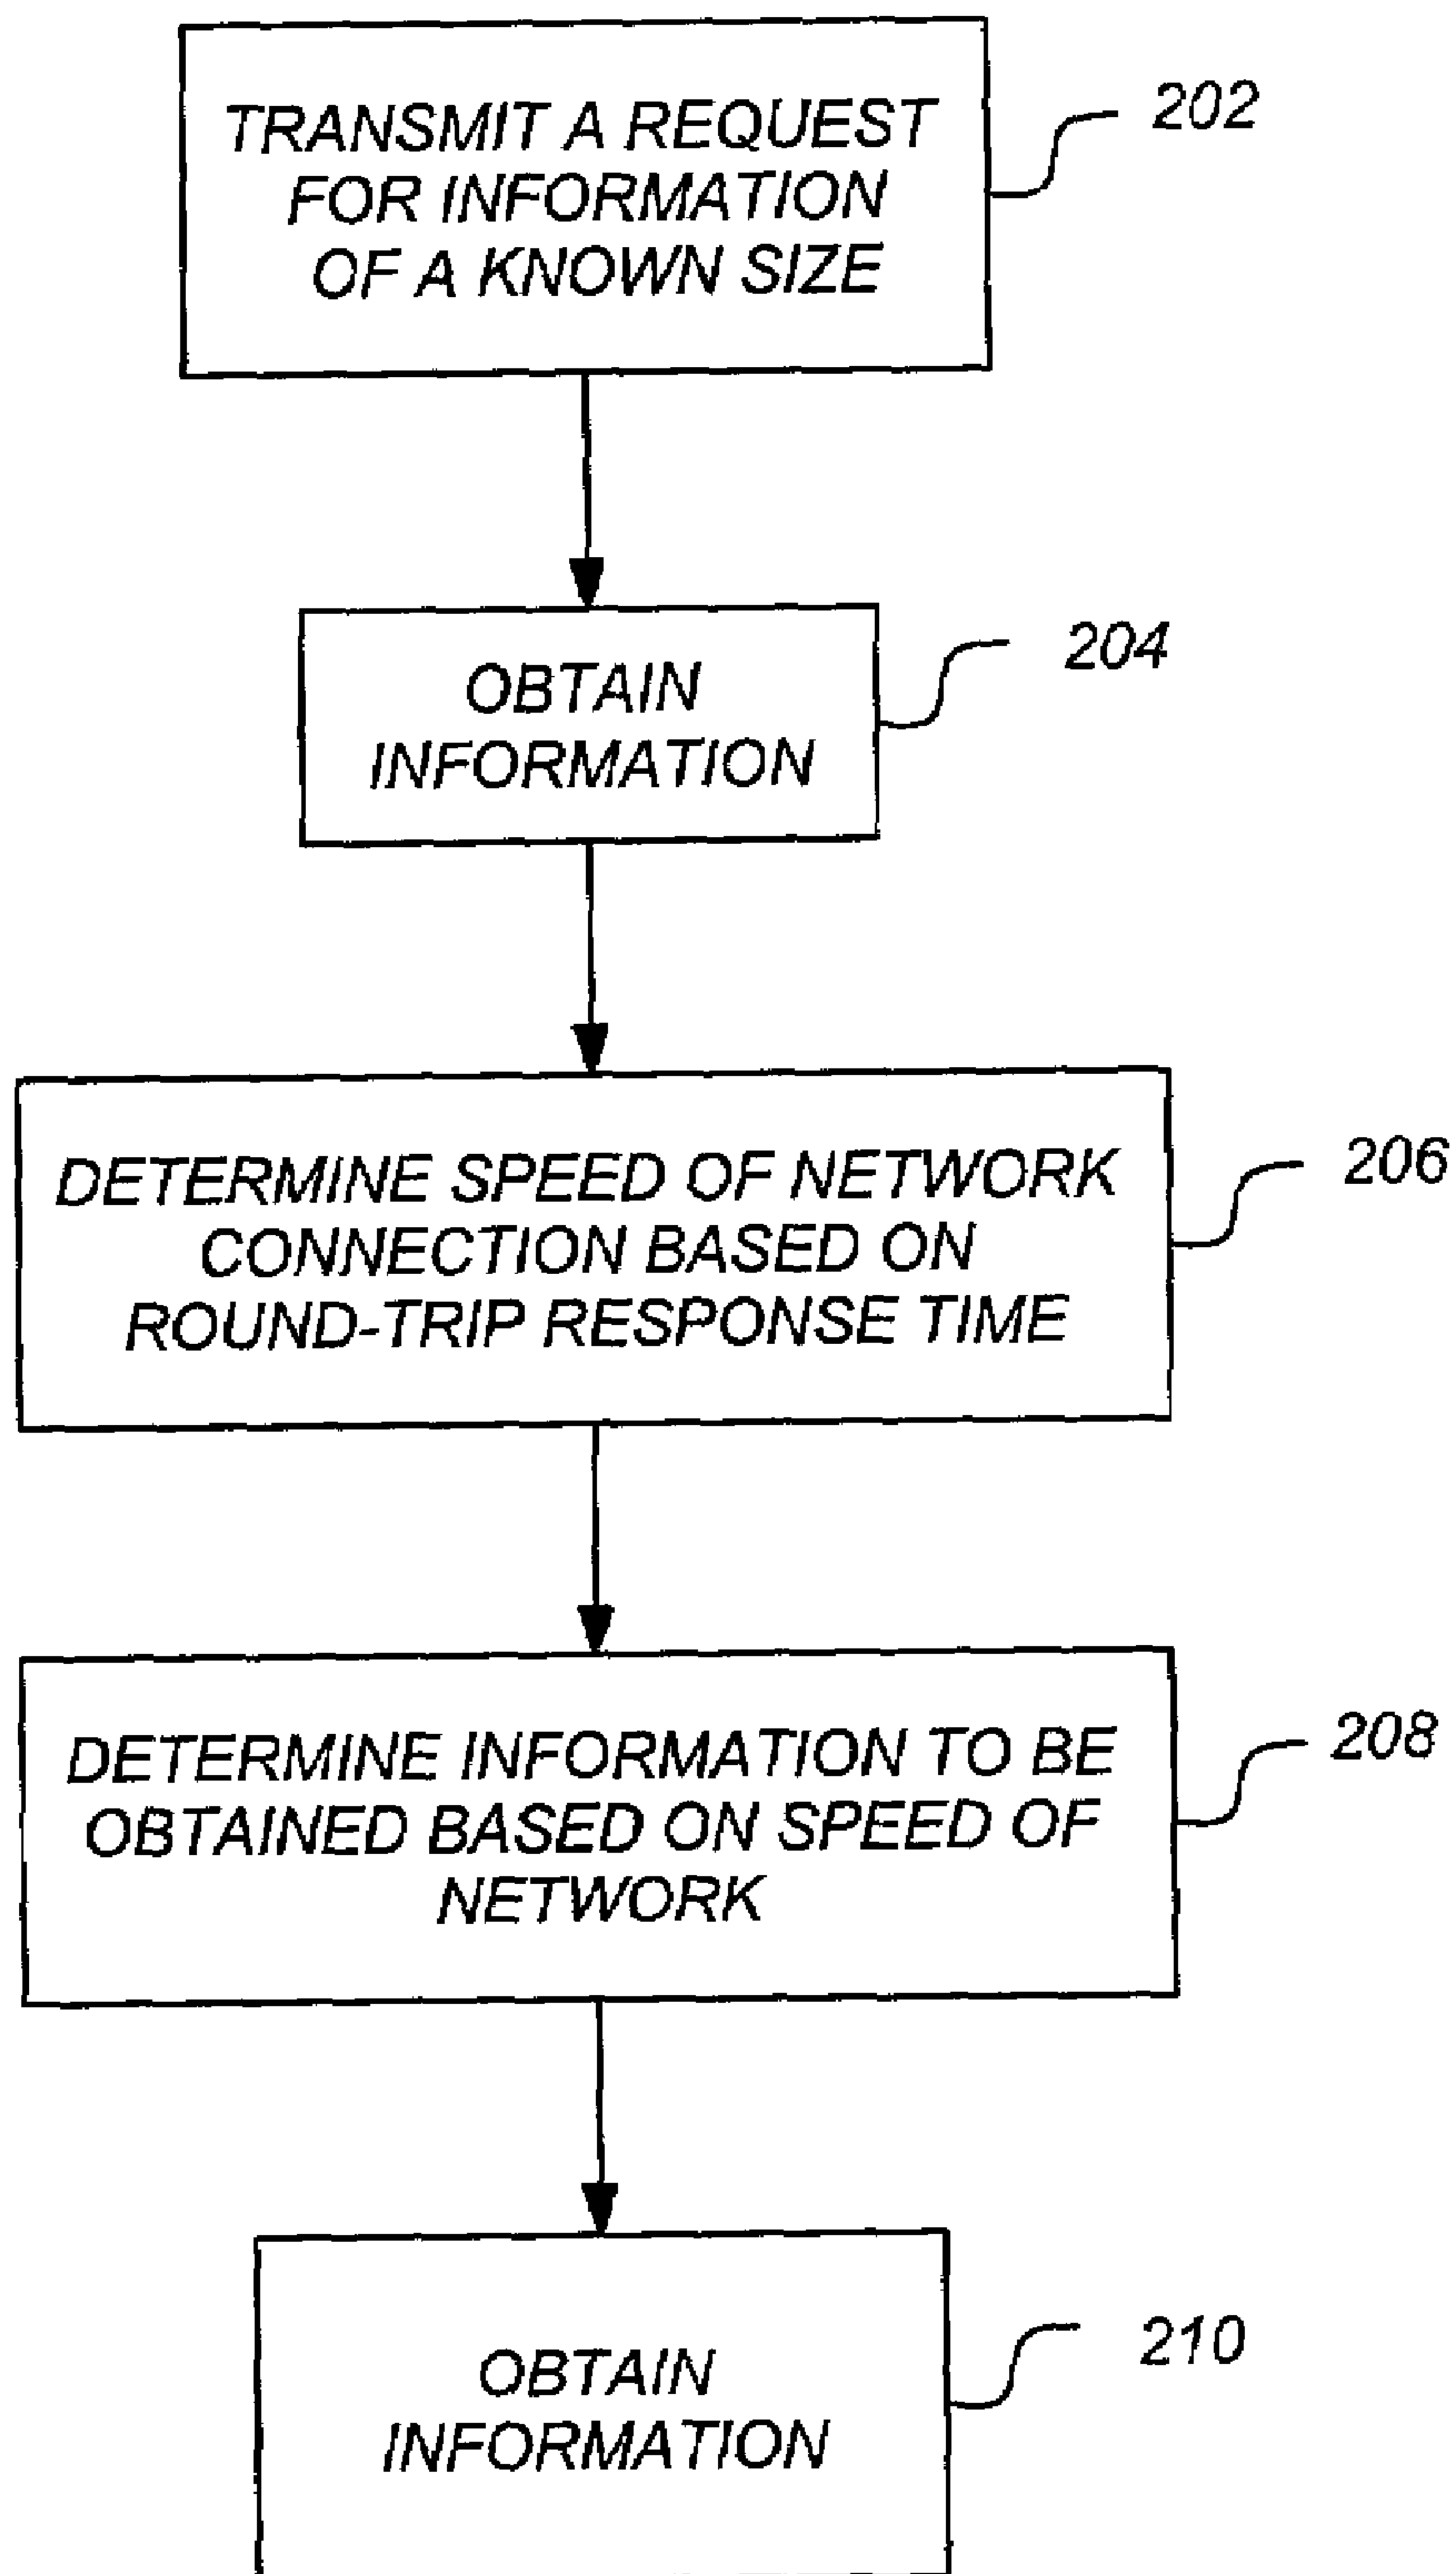 TRANSMIT A REQUEST
FOR INFORMATION
OF A KNOWN SIZE
202
OBTAIN
INFORMATION
204
DETERMINE SPEED OF NETWORK
CONNECTION BASED ON
ROUND-TRIP RESPONSE TIME
206
DETERMINE INFORMATION TO BE
OBTAINED BASED ON SPEED OF
NETWORK
208
OBTAIN
INFORMATION
210